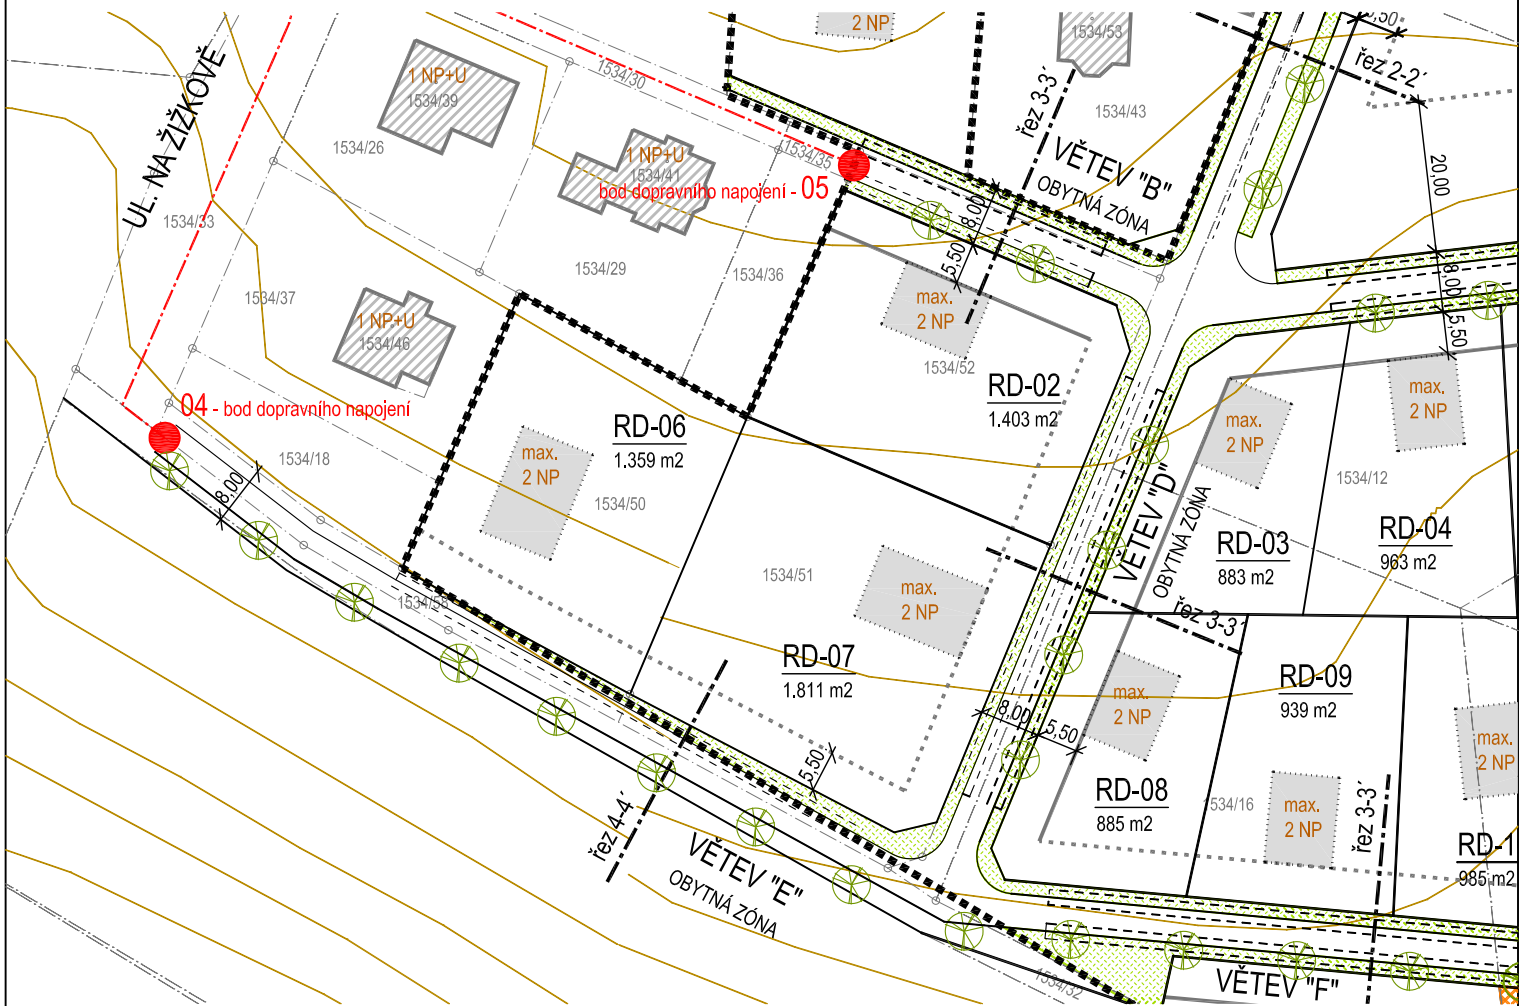 2 NP
1534/53
5,50
řez 2-2´
UL. NA ŽIŽKOVĚ
1534/30
1 NP+U
1534/39
řez 3-3´
1534/43
1534/26
1534/35
1 NP+U
1534/41
bod dopravního napojení - 05
VĚTEV "B"
OBYTNÁ ZÓNA
20,00
1534/33
8,00
5,50
1534/29
1534/36
1534/37
max.
2 NP
8,00
5,50
1 NP+U
1534/46
1534/52
RD-02
1.403 m2
04 - bod dopravního napojení
max.
2 NP
max.
2 NP
RD-06
1.359 m2
1534/18
max.
2 NP
1534/50
8,00
VĚTEV "D"
OBYTNÁ ZÓNA
1534/12
RD-03
883 m2
RD-04
963 m2
1534/51
max.
2 NP
1534/58
řez 3-3´
RD-07
1.811 m2
RD-09
939 m2
max.
2 NP
8,00
5,50
max.
2 NP
5,50
RD-08
885 m2
1534/16
max.
2 NP
řez 3-3´
řez 4-4´
VĚTEV "E"
OBYTNÁ ZÓNA
RD-1
985 m2
1534/32
VĚTEV "F"